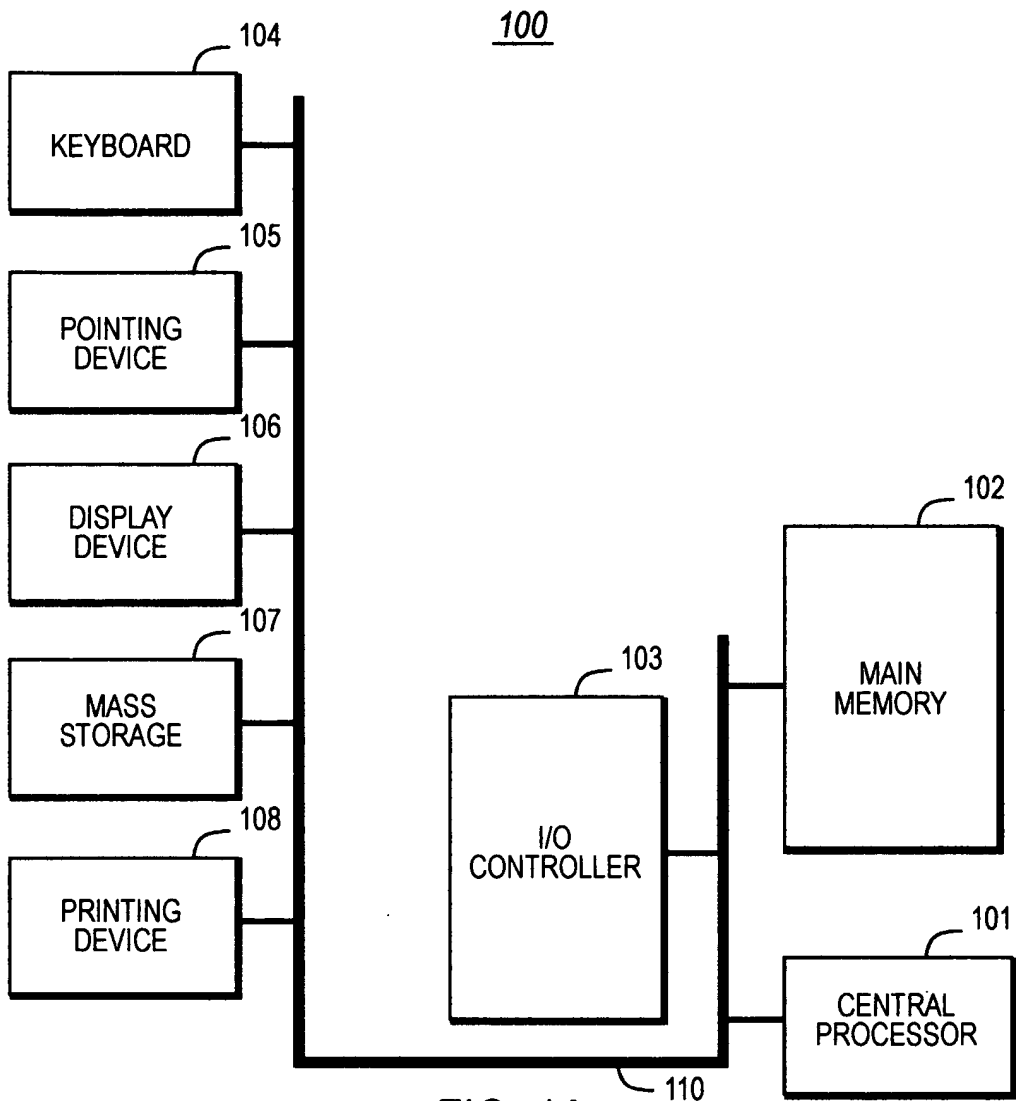 100
104
KEYBOARD
105
POINTING
DEVICE
106
DISPLAY
DEVICE
107
MASS
STORAGE
108
PRINTING
DEVICE
102
MAIN
MEMORY
103
I/O
CONTROLLER
101
CENTRAL
PROCESSOR
110